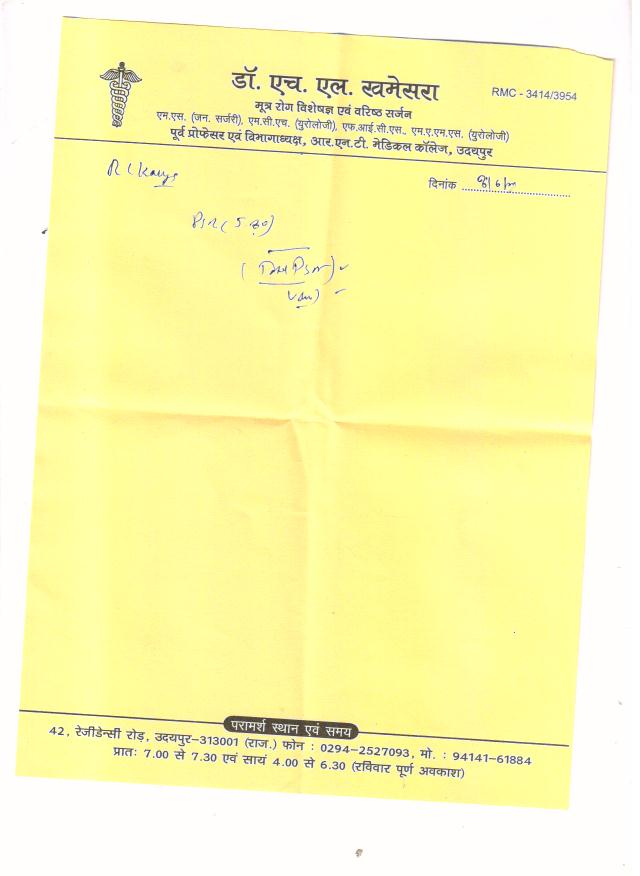 डॉ. एच. एल. खमेसरा
RMC - 3414/3954
मूत्र रोग विशेषज्ञ एवं वरिष्ठ सर्जन
एम.एस. (जन. सर्जरी), एम.सी.एच. (युरोलोजी), एफ.आई.सी.एस., एम.ए.एम.एस. (युरोलोजी)
पूर्व प्रोफेसर एवं विभागाध्यक्ष, आर.एन.टी. मेडिकल कॉलेज, उदयपुर
दिनांक
परामर्श स्थान एवं समय
42, रेजीडेन्सी रोड़, उदयपुर-313001 (राज.) फोन : 0294-2527093, मो. : 94141-61884
प्रातः 7.00 से 7.30 एवं सायं 4.00 से 6.30 (रविवार पूर्ण अवकाश)